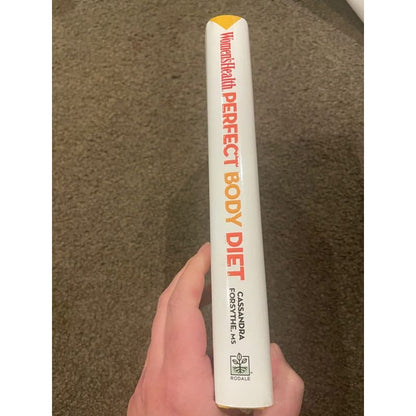 Women'sHealth PERFECT BODY DIET
CASSANDRA
FORSYTHE, MS
RODALE